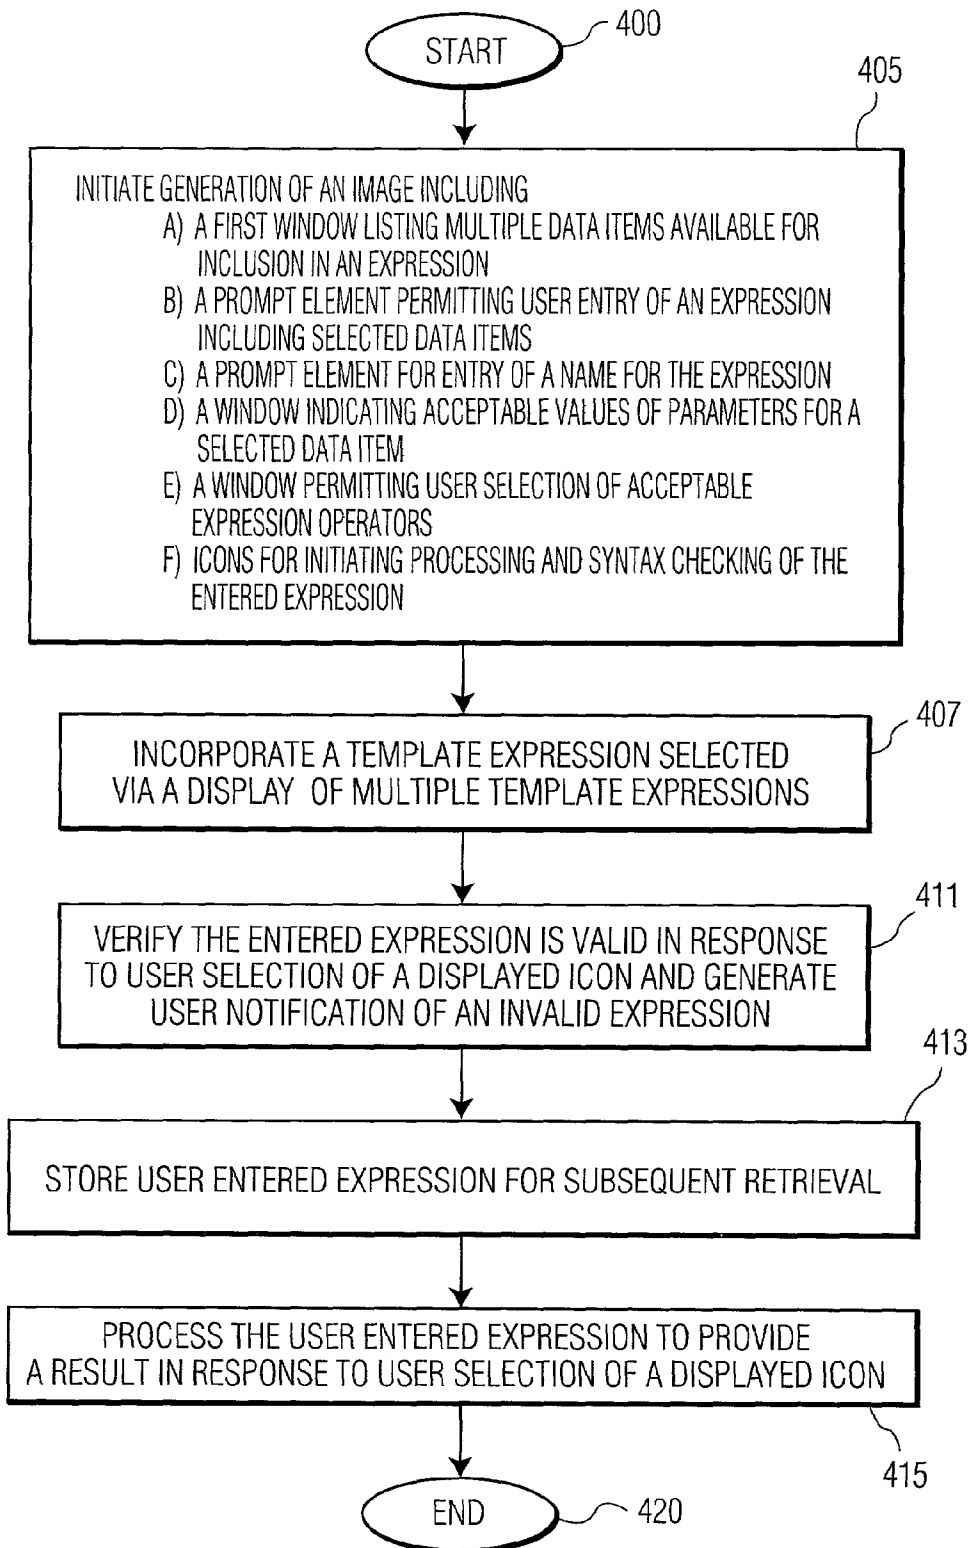 START
400
405
INITIATE GENERATION OF AN IMAGE INCLUDING
A) A FIRST WINDOW LISTING MULTIPLE DATA ITEMS AVAILABLE FOR
INCLUSION IN AN EXPRESSION
B) A PROMPT ELEMENT PERMITTING USER ENTRY OF AN EXPRESSION
INCLUDING SELECTED DATA ITEMS
C) A PROMPT ELEMENT FOR ENTRY OF A NAME FOR THE EXPRESSION
D) A WINDOW INDICATING ACCEPTABLE VALUES OF PARAMETERS FOR A
SELECTED DATA ITEM
E) A WINDOW PERMITTING USER SELECTION OF ACCEPTABLE
EXPRESSION OPERATORS
F) ICONS FOR INITIATING PROCESSING AND SYNTAX CHECKING OF THE
ENTERED EXPRESSION
407
INCORPORATE A TEMPLATE EXPRESSION SELECTED
VIA A DISPLAY OF MULTIPLE TEMPLATE EXPRESSIONS
411
VERIFY THE ENTERED EXPRESSION IS VALID IN RESPONSE
TO USER SELECTION OF A DISPLAYED ICON AND GENERATE
USER NOTIFICATION OF AN INVALID EXPRESSION
413
STORE USER ENTERED EXPRESSION FOR SUBSEQUENT RETRIEVAL
PROCESS THE USER ENTERED EXPRESSION TO PROVIDE
A RESULT IN RESPONSE TO USER SELECTION OF A DISPLAYED ICON
415
END
420